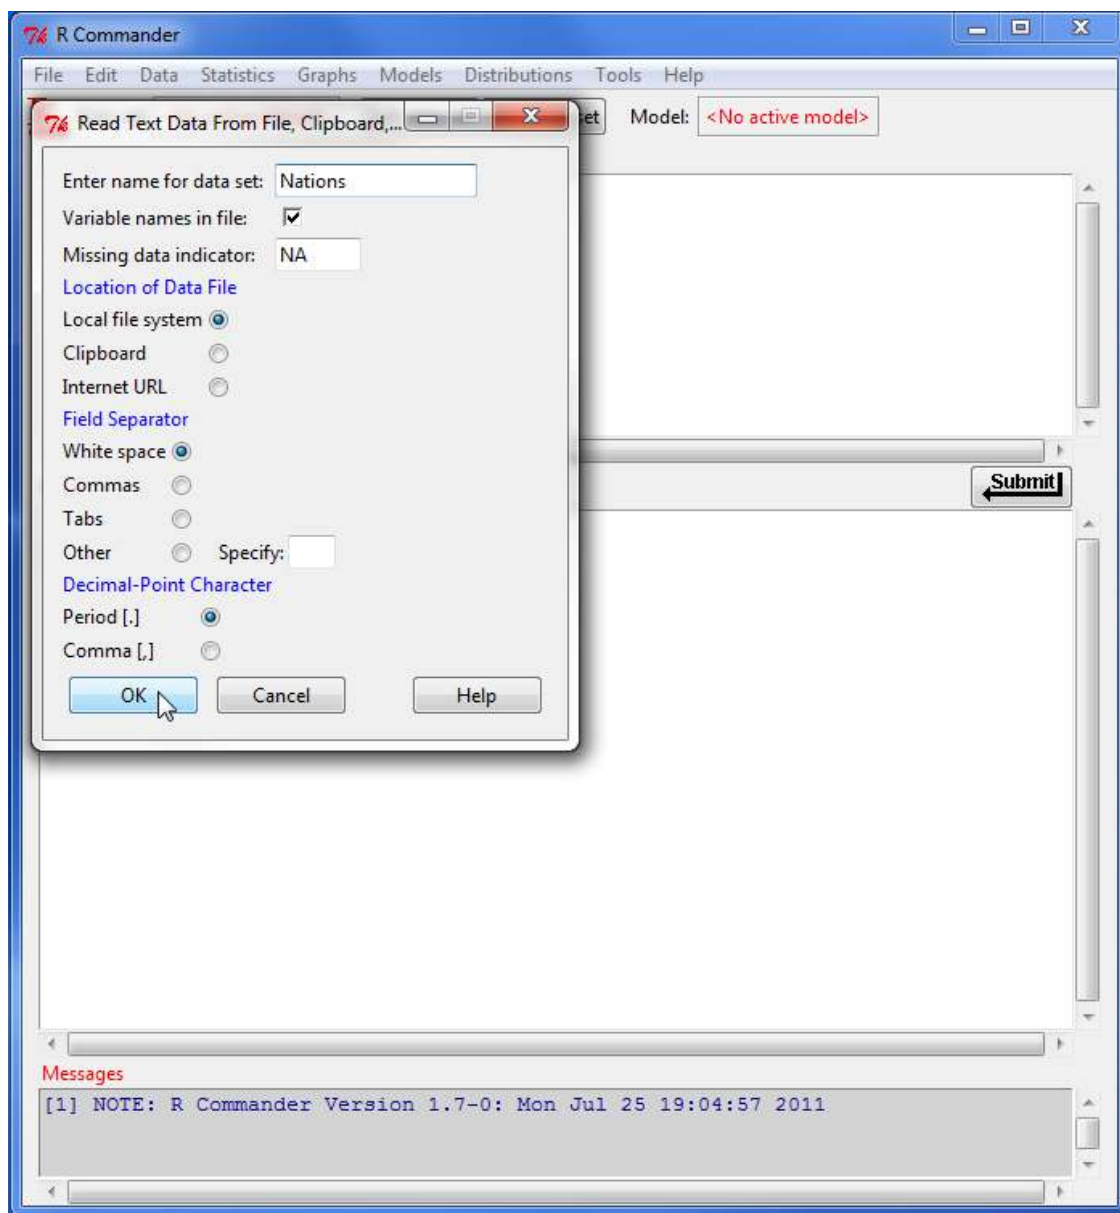 R Commander
File Edit Data Statistics Graphs Models Distributions Tools Help
Read Text Data From File, Clipboard,...
set Model: <No active model>
Enter name for data set: Nations
Variable names in file:
Missing data indicator: NA
Location of Data File
Local file system
Clipboard
Internet URL
Field Separator
White space
Commas
Tabs
Other Specify:
Decimal-Point Character
Period [.]
Comma [,]
OK Cancel Help
Submit
Messages
[1] NOTE: R Commander Version 1.7-0: Mon Jul 25 19:04:57 2011